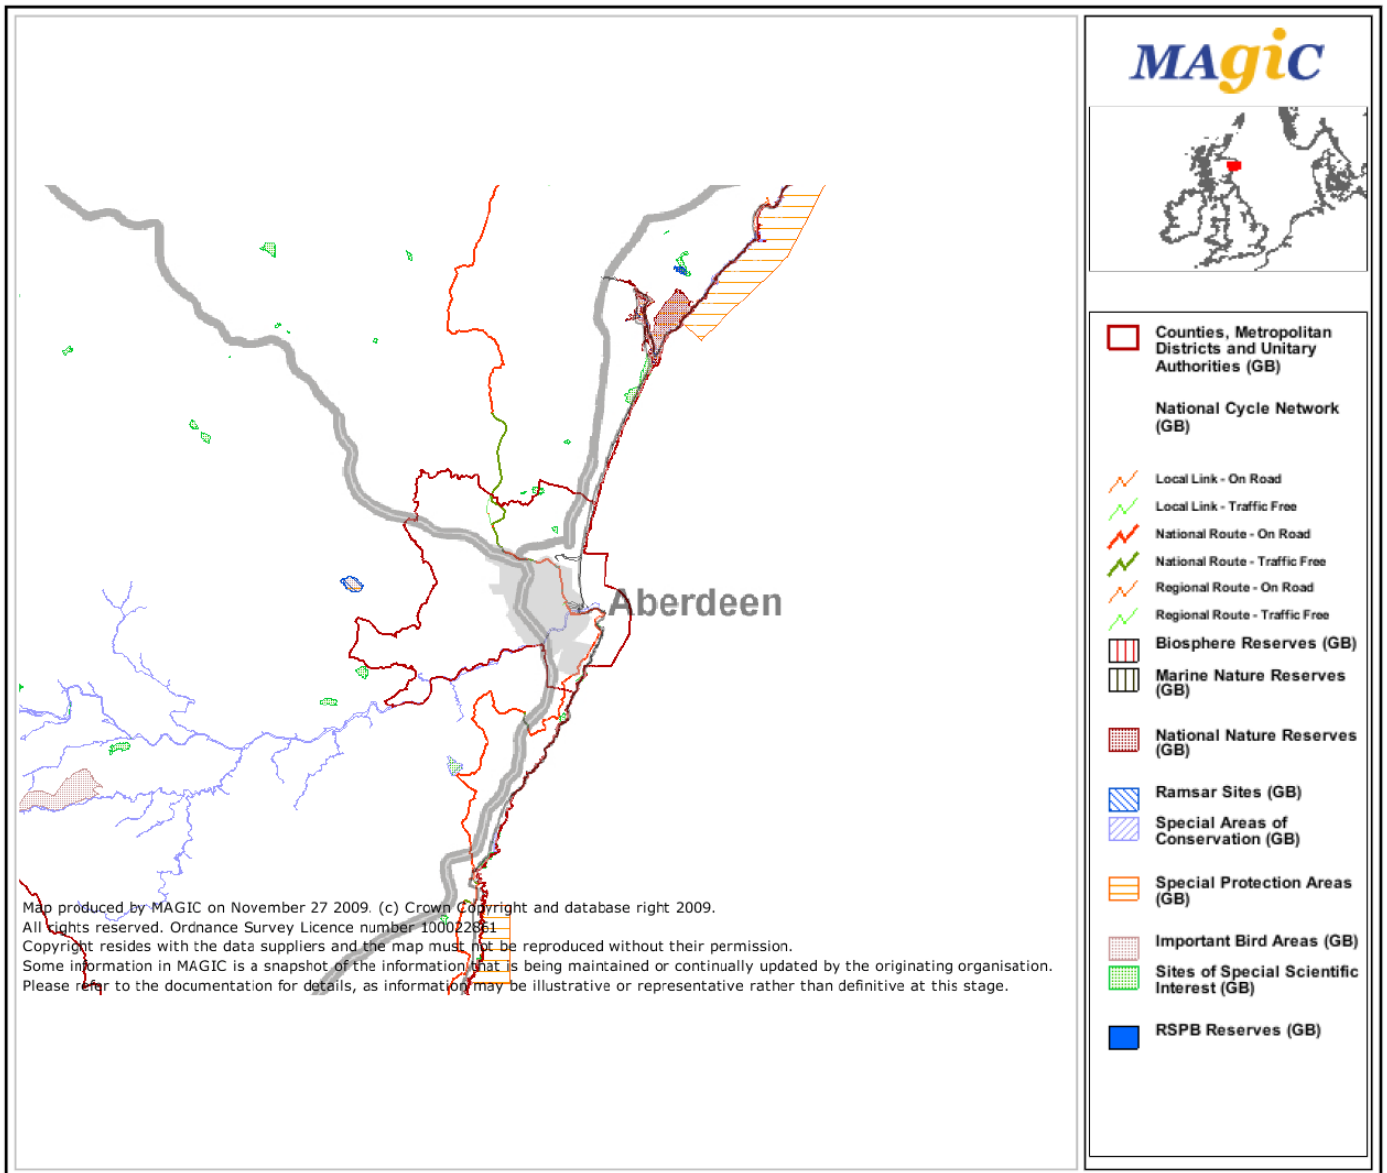 MAgiC
Aberdeen
Map produced by MAGIC on November 27 2009. (c) Crown Copyright and database right 2009.
All rights reserved. Ordnance Survey Licence number 100022861
Copyright resides with the data suppliers and the map must not be reproduced without their permission.
Some information in MAGIC is a snapshot of the information that is being maintained or continually updated by the originating organisation.
Please refer to the documentation for details, as information may be illustrative or representative rather than definitive at this stage.
Counties, Metropolitan
Districts and Unitary
Authorities (GB)
National Cycle Network
(GB)
Local Link - On Road
Local Link - Traffic Free
National Route - On Road
National Route - Traffic Free
Regional Route - On Road
Regional Route - Traffic Free
Biosphere Reserves (GB)
Marine Nature Reserves
(GB)
National Nature Reserves
(GB)
Ramsar Sites (GB)
Special Areas of
Conservation (GB)
Special Protection Areas
(GB)
Important Bird Areas (GB)
Sites of Special Scientific
Interest (GB)
RSPB Reserves (GB)